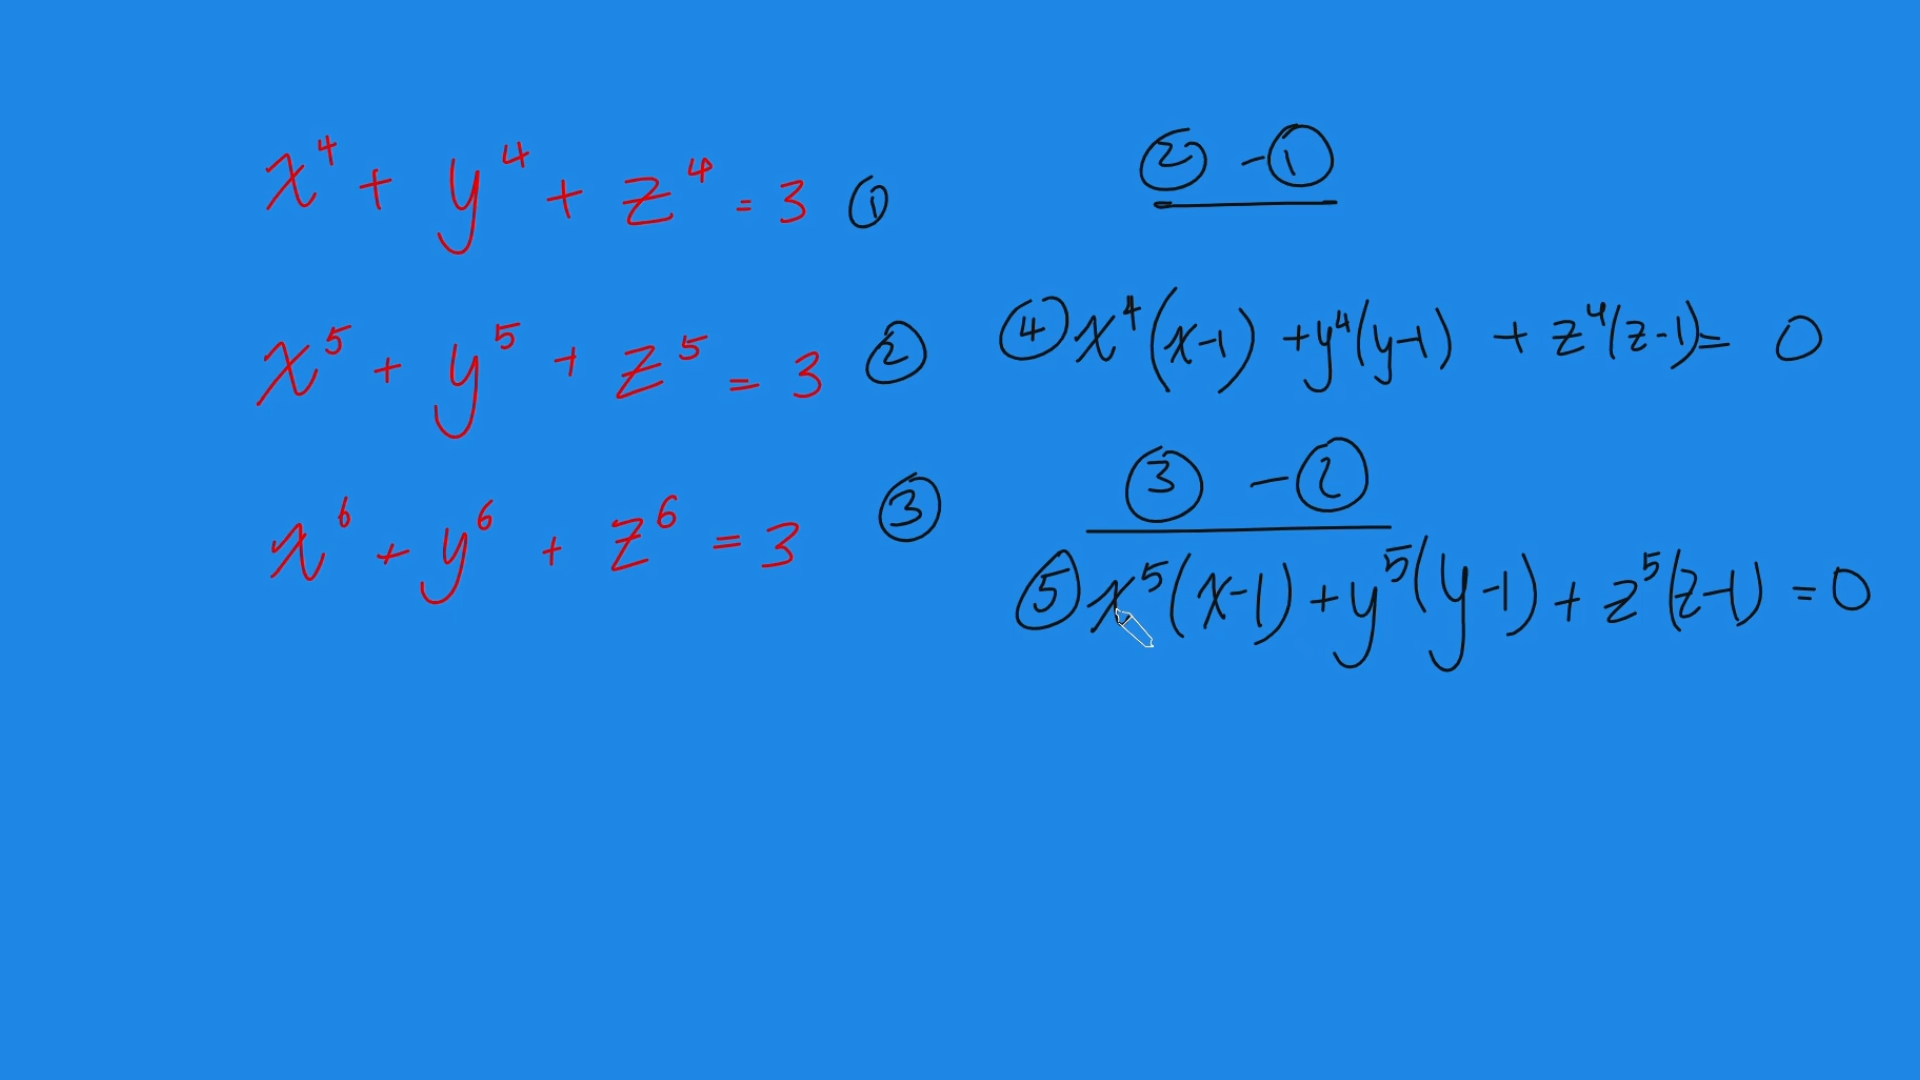 x⁴ + y⁴ + z⁴ = 3 ①
x⁵ + y⁵ + z⁵ = 3 ②
x⁶ + y⁶ + z⁶ = 3 ③
② - ①
④ x⁴(x-1) + y⁴(y-1) + z⁴(z-1) = 0
③ - ②
⑤ x⁵(x-1) + y⁵(y-1) + z⁵(z-1) = 0